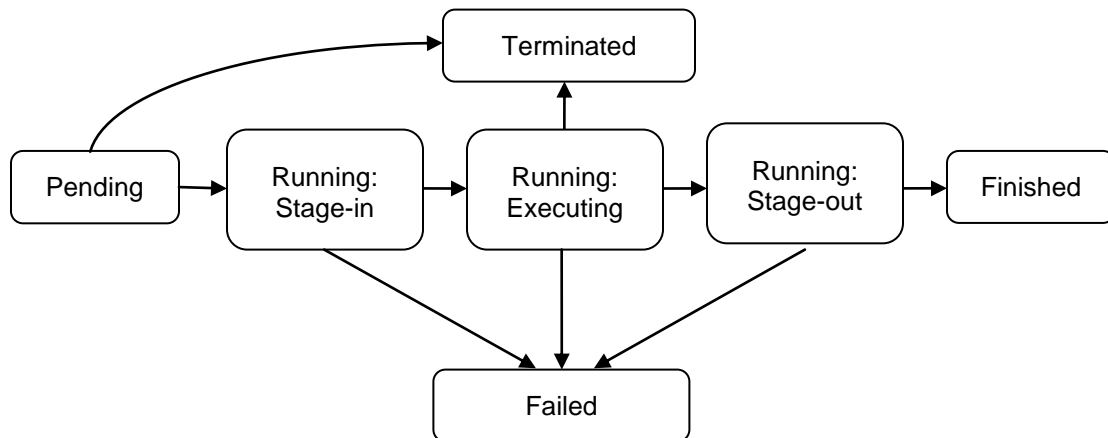 Terminated
Pending
Running:
Stage-in
Running:
Executing
Running:
Stage-out
Finished
Failed